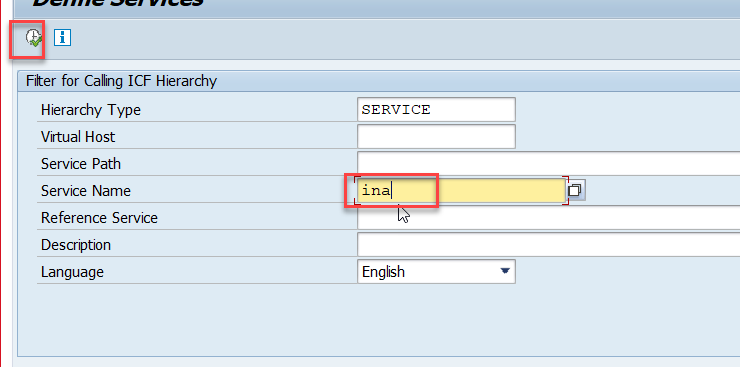 Define Services
Filter for Calling ICF Hierarchy
Hierarchy Type SERVICE
Virtual Host
Service Path
Service Name ina
Reference Service
Description
Language English